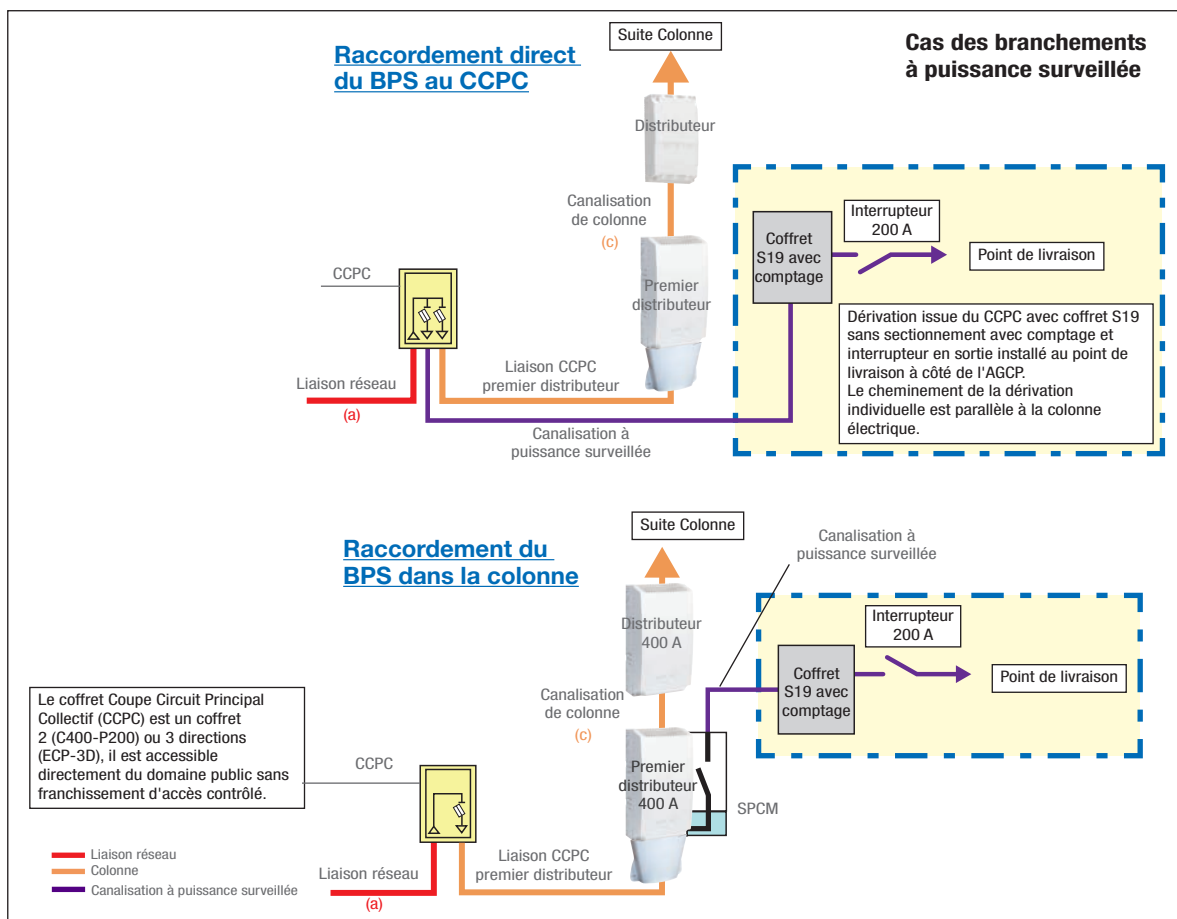 Cas des branchements
à puissance surveillée
Raccordement direct
du BPS au CCPC
Suite Colonne
Distributeur
Canalisation
de colonne
(c)
Premier
distributeur
CCPC
Liaison réseau
(a)
Liaison CCPC
premier distributeur
Canalisation à
puissance surveillée
Coffret
S19 avec
comptage
Interrupteur
200 A
Point de livraison
Dérivation issue du CCPC avec coffret S19
sans sectionnement avec comptage et
interrupteur en sortie installé au point de
livraison à côté de l'AGCP.
Le cheminement de la dérivation
individuelle est parallèle à la colonne
électrique.
Raccordement du
BPS dans la colonne
Suite Colonne
Canalisation à
puissance surveillée
Distributeur
400 A
Canalisation
de colonne
(c)
Premier
distributeur
400 A
SPCM
Coffret
S19 avec
comptage
Interrupteur
200 A
Point de livraison
Le coffret Coupe Circuit Principal
Collectif (CCPC) est un coffret
2 (C400-P200) ou 3 directions
(ECP-3D), il est accessible
directement du domaine public sans
franchissement d'accès contrôlé.
CCPC
Liaison réseau
(a)
Liaison CCPC
premier distributeur
Liaison réseau
Colonne
Canalisation à puissance surveillée